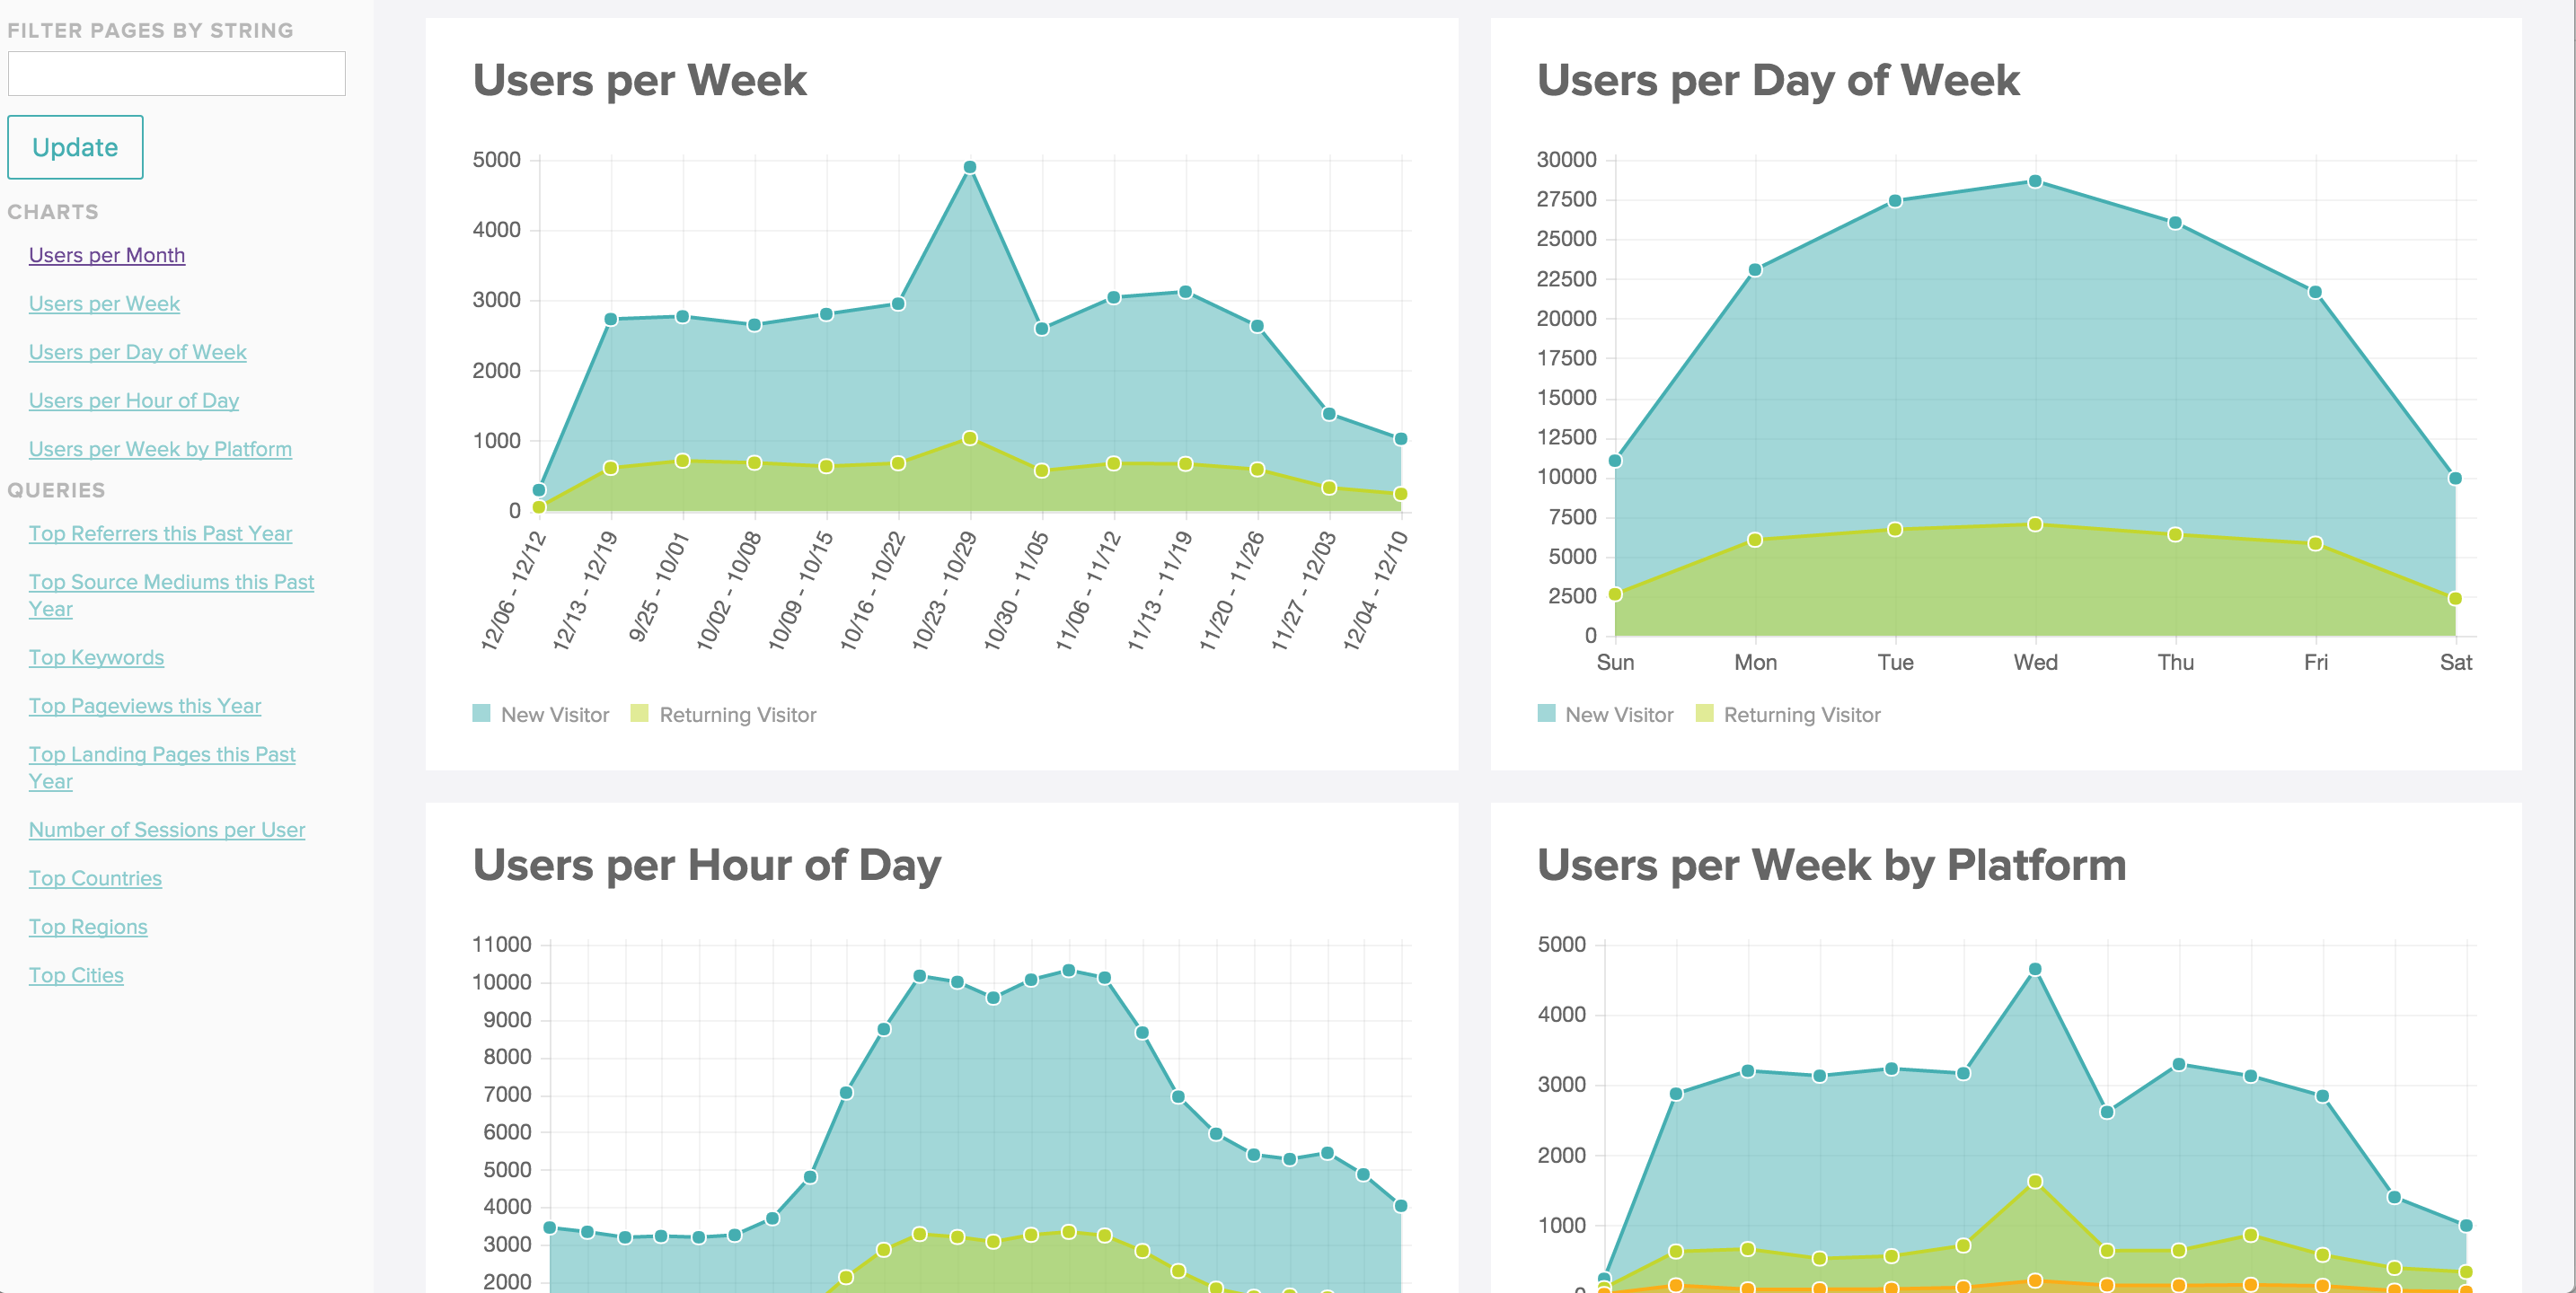 FILTER PAGES BY STRING
Update
CHARTS
Users per Month
Users per Week
Users per Day of Week
Users per Hour of Day
Users per Week by Platform
QUERIES
Top Referrers this Past Year
Top Source Mediums this Past
Year
Top Keywords
Top Pageviews this Year
Top Landing Pages this Past
Year
Number of Sessions per User
Top Countries
Top Regions
Top Cities
Users per Week
5000
4000
3000
2000
1000
0
12/06 - 12/12
12/13 - 12/19
9/25 - 10/01
10/02 - 10/08
10/09 - 10/15
10/16 - 10/22
10/23 - 10/29
10/30 - 11/05
11/06 - 11/12
11/13 - 11/19
11/20 - 11/26
11/27 - 12/03
12/04 - 12/10
New Visitor Returning Visitor
Users per Day of Week
30000
27500
25000
22500
20000
17500
15000
12500
10000
7500
5000
2500
0
Sun Mon Tue Wed Thu Fri Sat
New Visitor Returning Visitor
Users per Hour of Day
11000
10000
9000
8000
7000
6000
5000
4000
3000
2000
Users per Week by Platform
5000
4000
3000
2000
1000
0